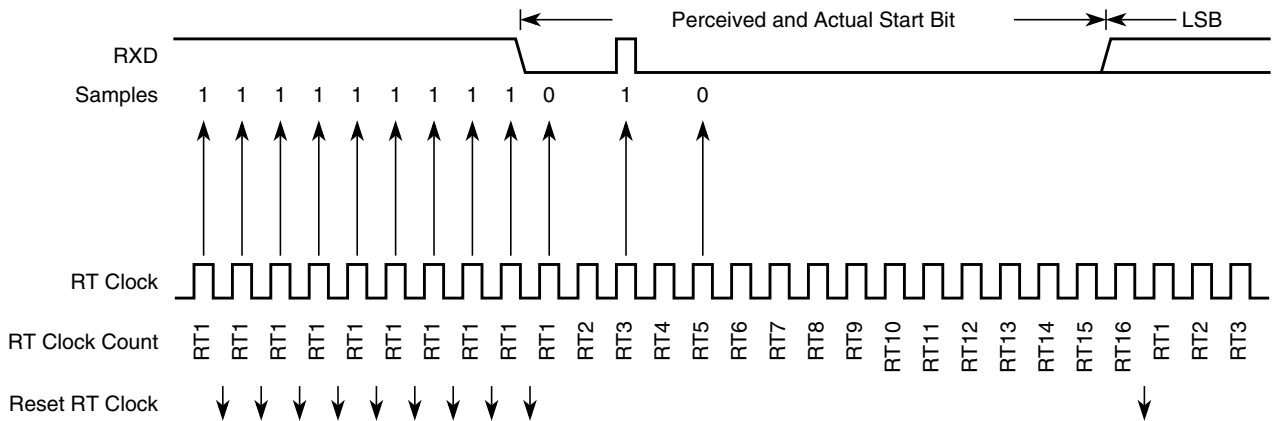 Perceived and Actual Start Bit LSB
RXD
Samples 1 1 1 1 1 1 1 1 1 0 1 0
RT Clock
RT Clock Count RT1 RT1 RT1 RT1 RT1 RT1 RT1 RT1 RT1 RT1 RT2 RT3 RT4 RT5 RT6 RT7 RT8 RT9 RT10 RT11 RT12 RT13 RT14 RT15 RT16 RT1 RT2 RT3
Reset RT Clock